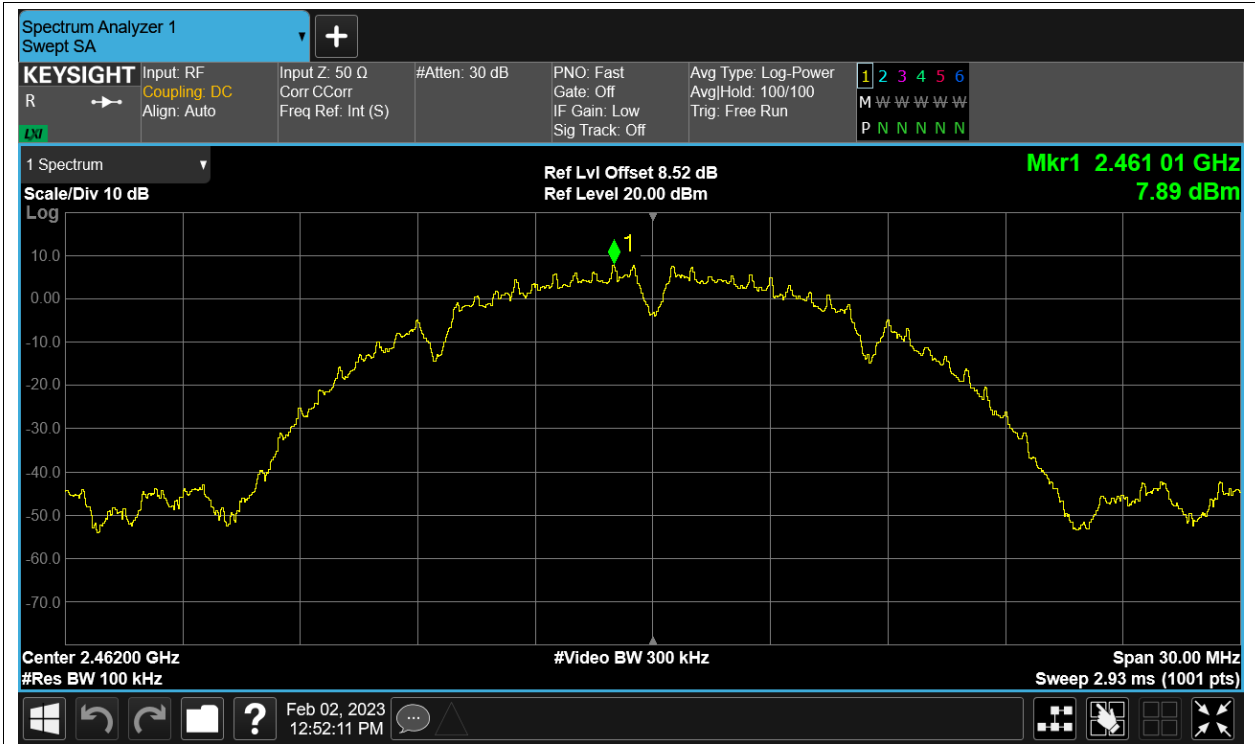 Spectrum Analyzer 1
Swept SA
KEYSIGHT
R
LXI
Input: RF
Coupling: DC
Align: Auto
Input Z: 50 Ω
Corr CCorr
Freq Ref: Int (S)
#Atten: 30 dB
PNO: Fast
Gate: Off
IF Gain: Low
Sig Track: Off
Avg Type: Log-Power
Avg|Hold: 100/100
Trig: Free Run
1 2 3 4 5 6
M W W W W W
P N N N N N
1 Spectrum
Scale/Div 10 dB
Log
Ref Lvl Offset 8.52 dB
Ref Level 20.00 dBm
Mkr1 2.461 01 GHz
7.89 dBm
1
10.0
0.00
-10.0
-20.0
-30.0
-40.0
-50.0
-60.0
-70.0
Center 2.46200 GHz
#Res BW 100 kHz
#Video BW 300 kHz
Span 30.00 MHz
Sweep 2.93 ms (1001 pts)
?
Feb 02, 2023
12:52:11 PM